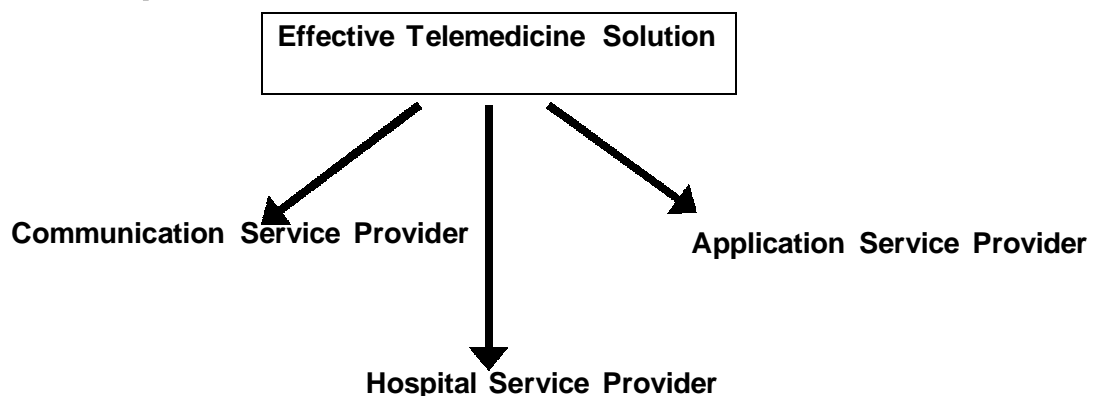 Effective Telemedicine Solution
Communication Service Provider
Application Service Provider
Hospital Service Provider